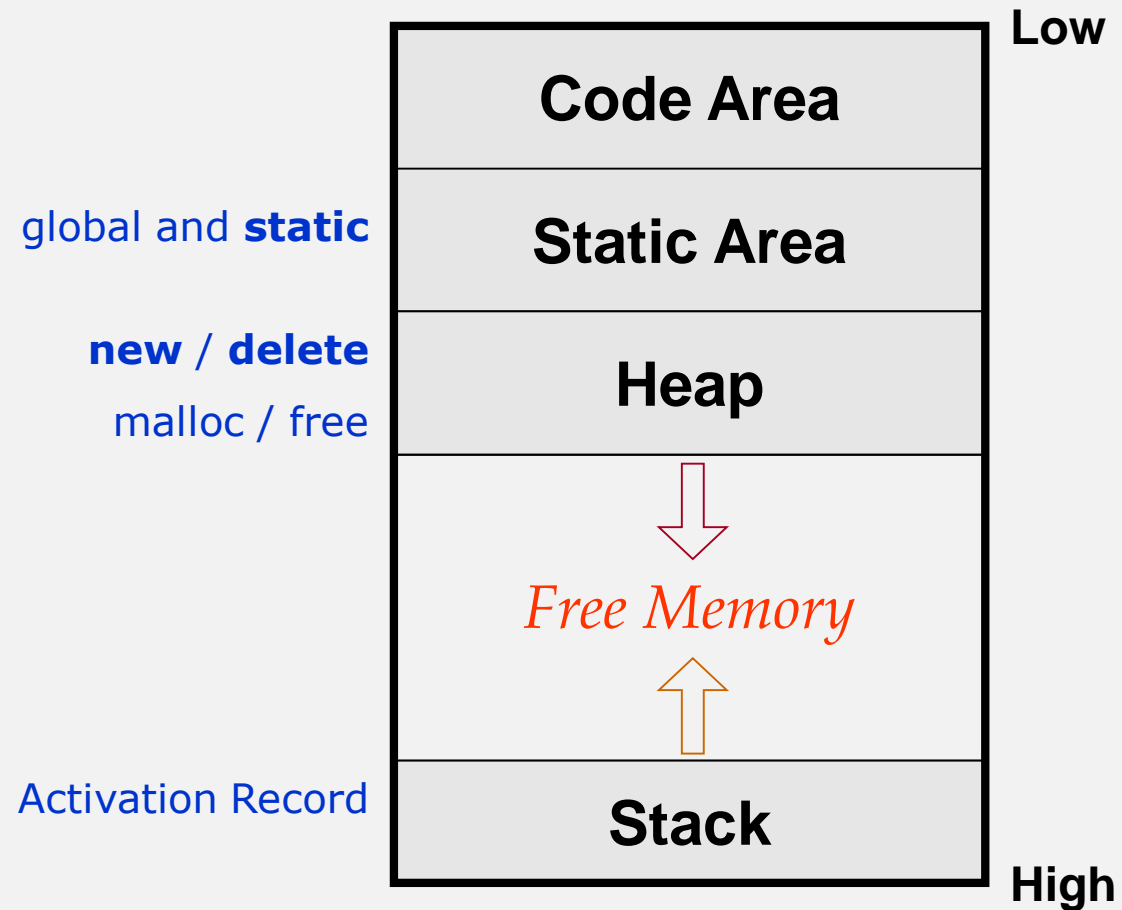 Low
Code Area
global and static
Static Area
new / delete
malloc / free
Heap
Free Memory
Activation Record
Stack
High